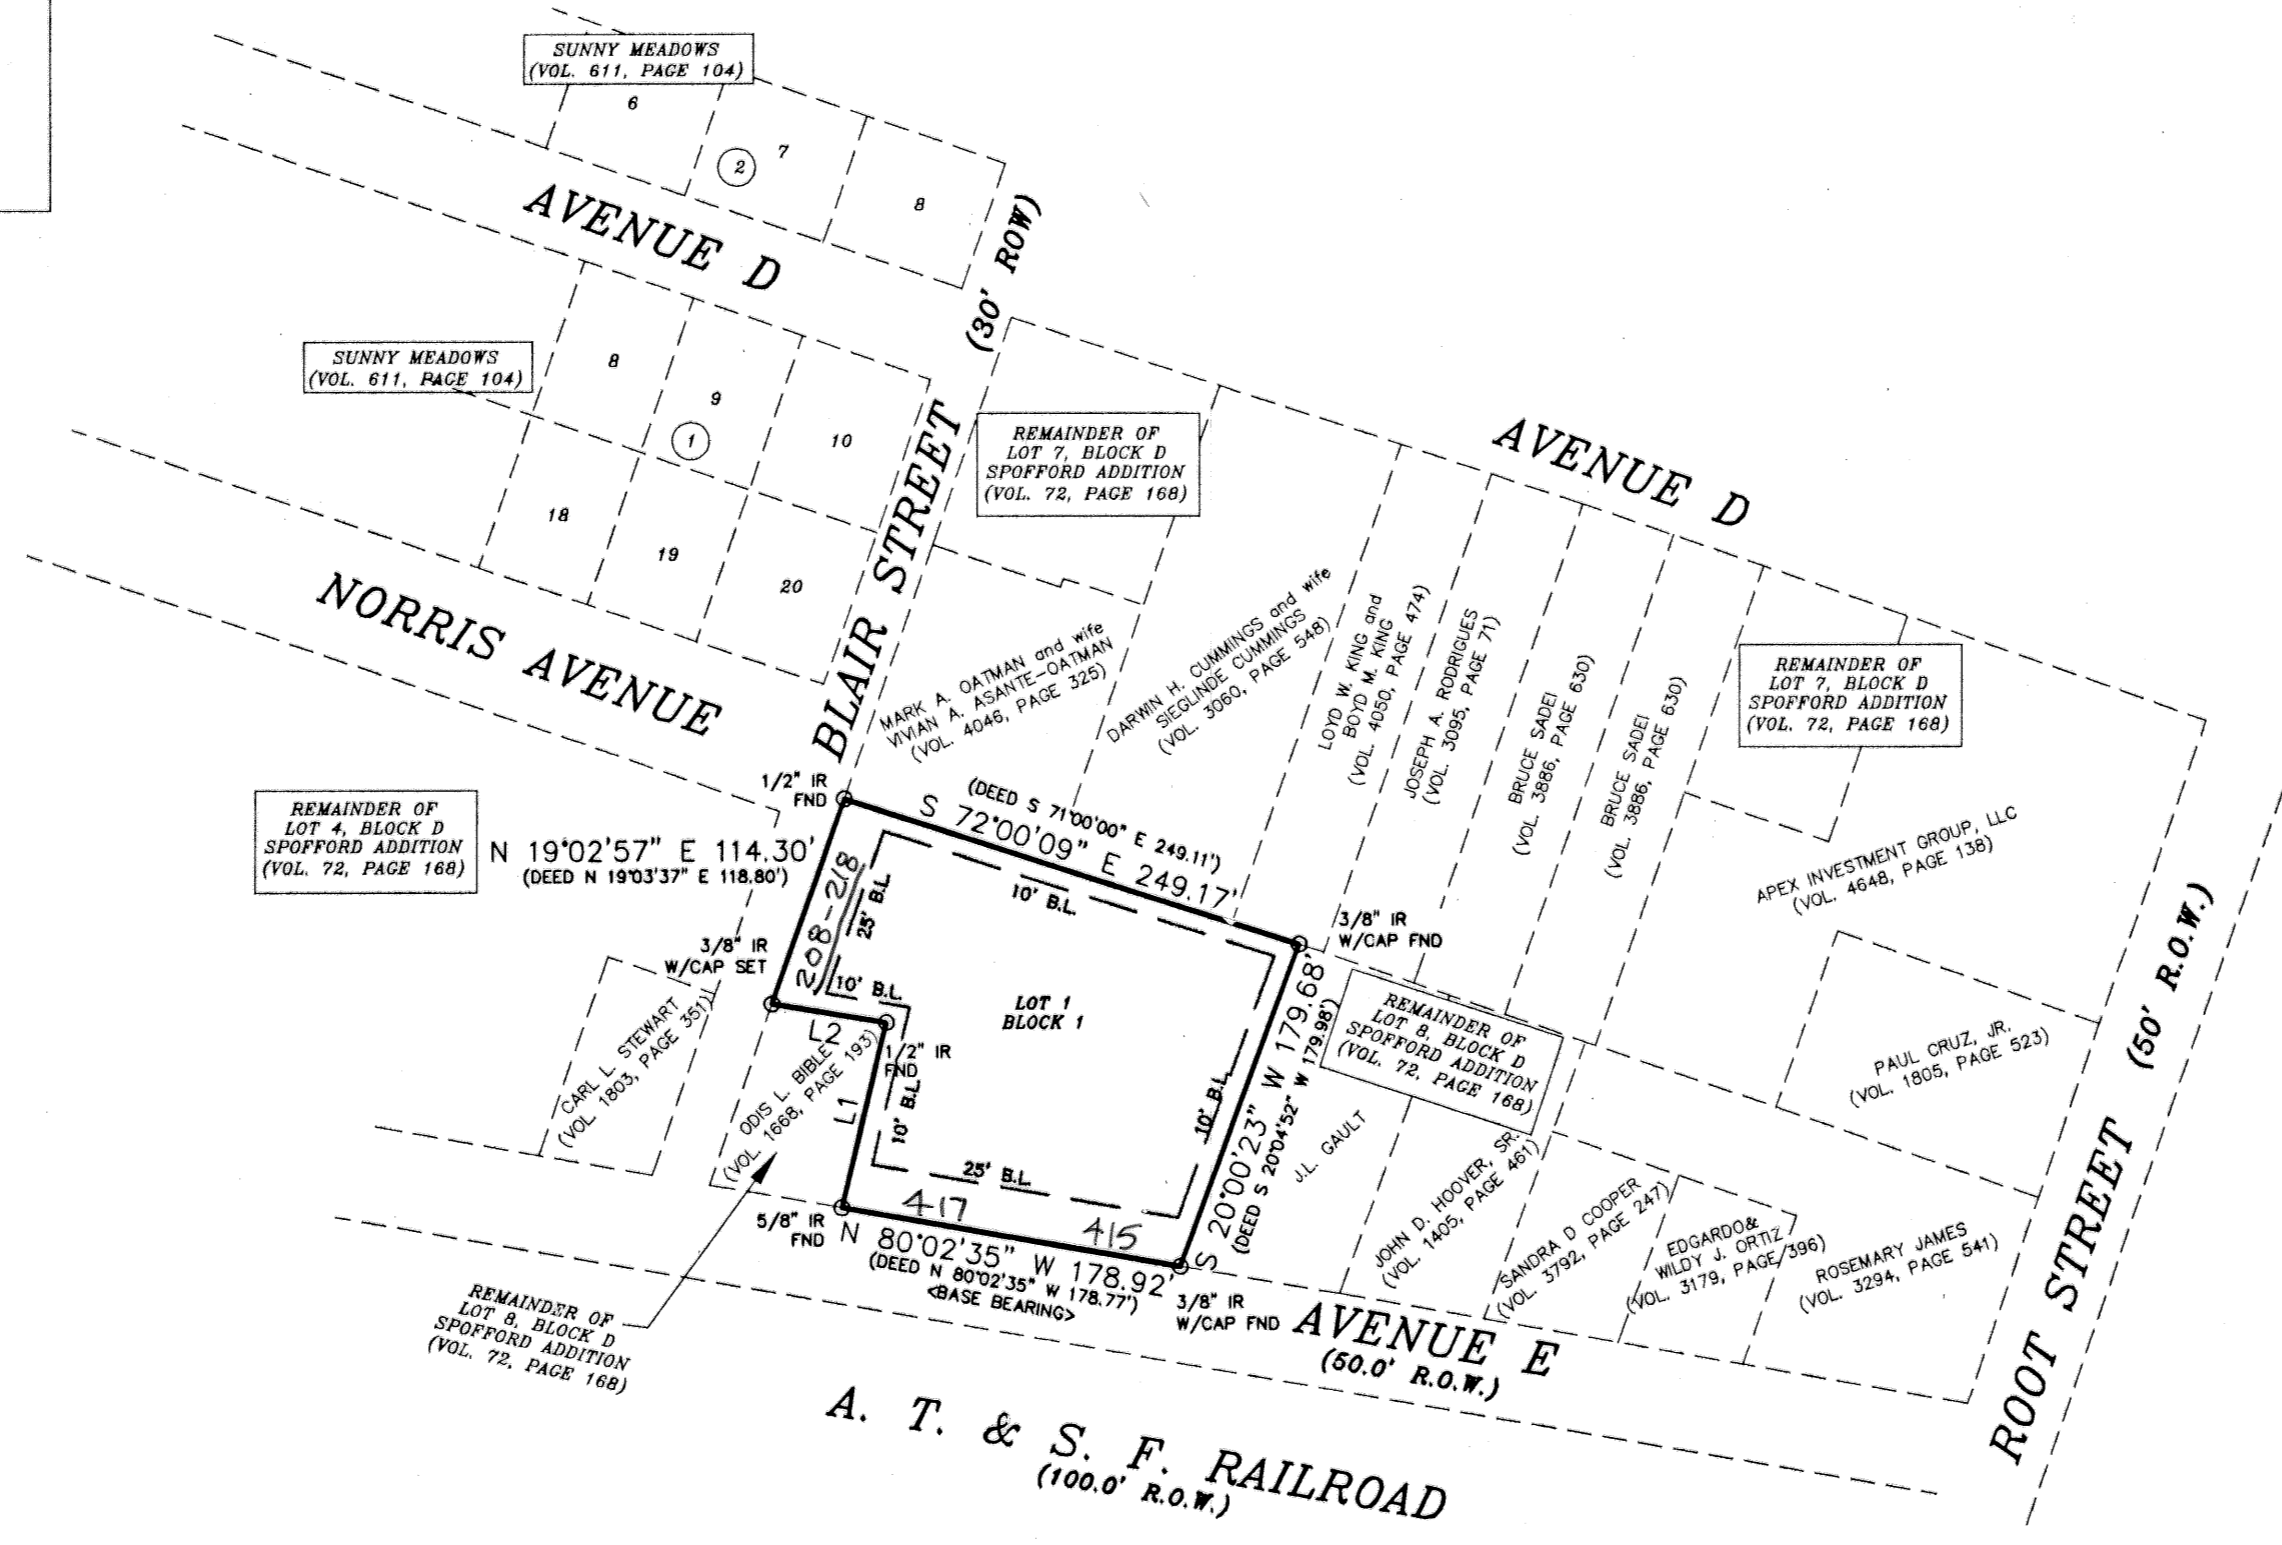 SUNNY MEADOWS
(VOL. 611, PAGE 104)
6
7
2
8
AVENUE D
(30' ROW)
SUNNY MEADOWS
(VOL. 611, PAGE 104)
8
9
1
10
18
19
20
NORRIS AVENUE
BLAIR STREET
REMAINDER OF
LOT 7, BLOCK D
SPOFFORD ADDITION
(VOL. 72, PAGE 168)
AVENUE D
MARK A. OATMAN and wife
VIVIAN A. ASANTE-OATMAN
(VOL. 4046, PAGE 325)
DARWIN H. CUMMINGS and wife
SIEGLINDE CUMMINGS
(VOL. 3060, PAGE 548)
LOYD W. KING and
BOYD M. KING
(VOL. 4050, PAGE 474)
JOSEPH A. RODRIGUES
(VOL. 3095, PAGE 71)
BRUCE SADEI
(VOL. 3886, PAGE 630)
BRUCE SADEI
(VOL. 3886, PAGE 630)
REMAINDER OF
LOT 7, BLOCK D
SPOFFORD ADDITION
(VOL. 72, PAGE 168)
APEX INVESTMENT GROUP, LLC
(VOL. 4648, PAGE 138)
REMAINDER OF
LOT 4, BLOCK D
SPOFFORD ADDITION
(VOL. 72, PAGE 168)
1/2" IR
FND
N 19°02'57" E 114.30'
(DEED N 19°03'37" E 118.80')
(DEED S 71°00'00" E 249.11')
S 72°00'09" E 249.17'
208-218
25' B.L.
10' B.L.
3/8" IR
W/CAP FND
3/8" IR
W/CAP SET
10' B.L.
LOT 1
BLOCK 1
L2
1/2" IR
FND
L1
10' B.L.
10' B.L.
S 20°00'23" W 179.68'
(DEED S 20°04'52" W 179.98')
REMAINDER OF
LOT 8, BLOCK D
SPOFFORD ADDITION
(VOL. 72, PAGE 168)
CARL L. STEWART
(VOL. 1803, PAGE 351)
ODIS L. BIBLE
(VOL. 1668, PAGE 193)
25' B.L.
417
415
5/8" IR
FND
N 80°02'35" W 178.92'
(DEED N 80°02'35" W 178.77')
<BASE BEARING>
3/8" IR
W/CAP FND
J.L. GAULT
JOHN D. HOOVER, SR.
(VOL. 1405, PAGE 461)
SANDRA D COOPER
(VOL. 3792, PAGE 247)
EDGARDO&
WILDY J. ORTIZ
(VOL. 3179, PAGE 396)
ROSEMARY JAMES
(VOL. 3294, PAGE 541)
PAUL CRUZ, JR.
(VOL. 1805, PAGE 523)
ROOT STREET (50' R.O.W.)
REMAINDER OF
LOT 8, BLOCK D
SPOFFORD ADDITION
(VOL. 72, PAGE 168)
AVENUE E
(50.0' R.O.W.)
A. T. & S. F. RAILROAD
(100.0' R.O.W.)